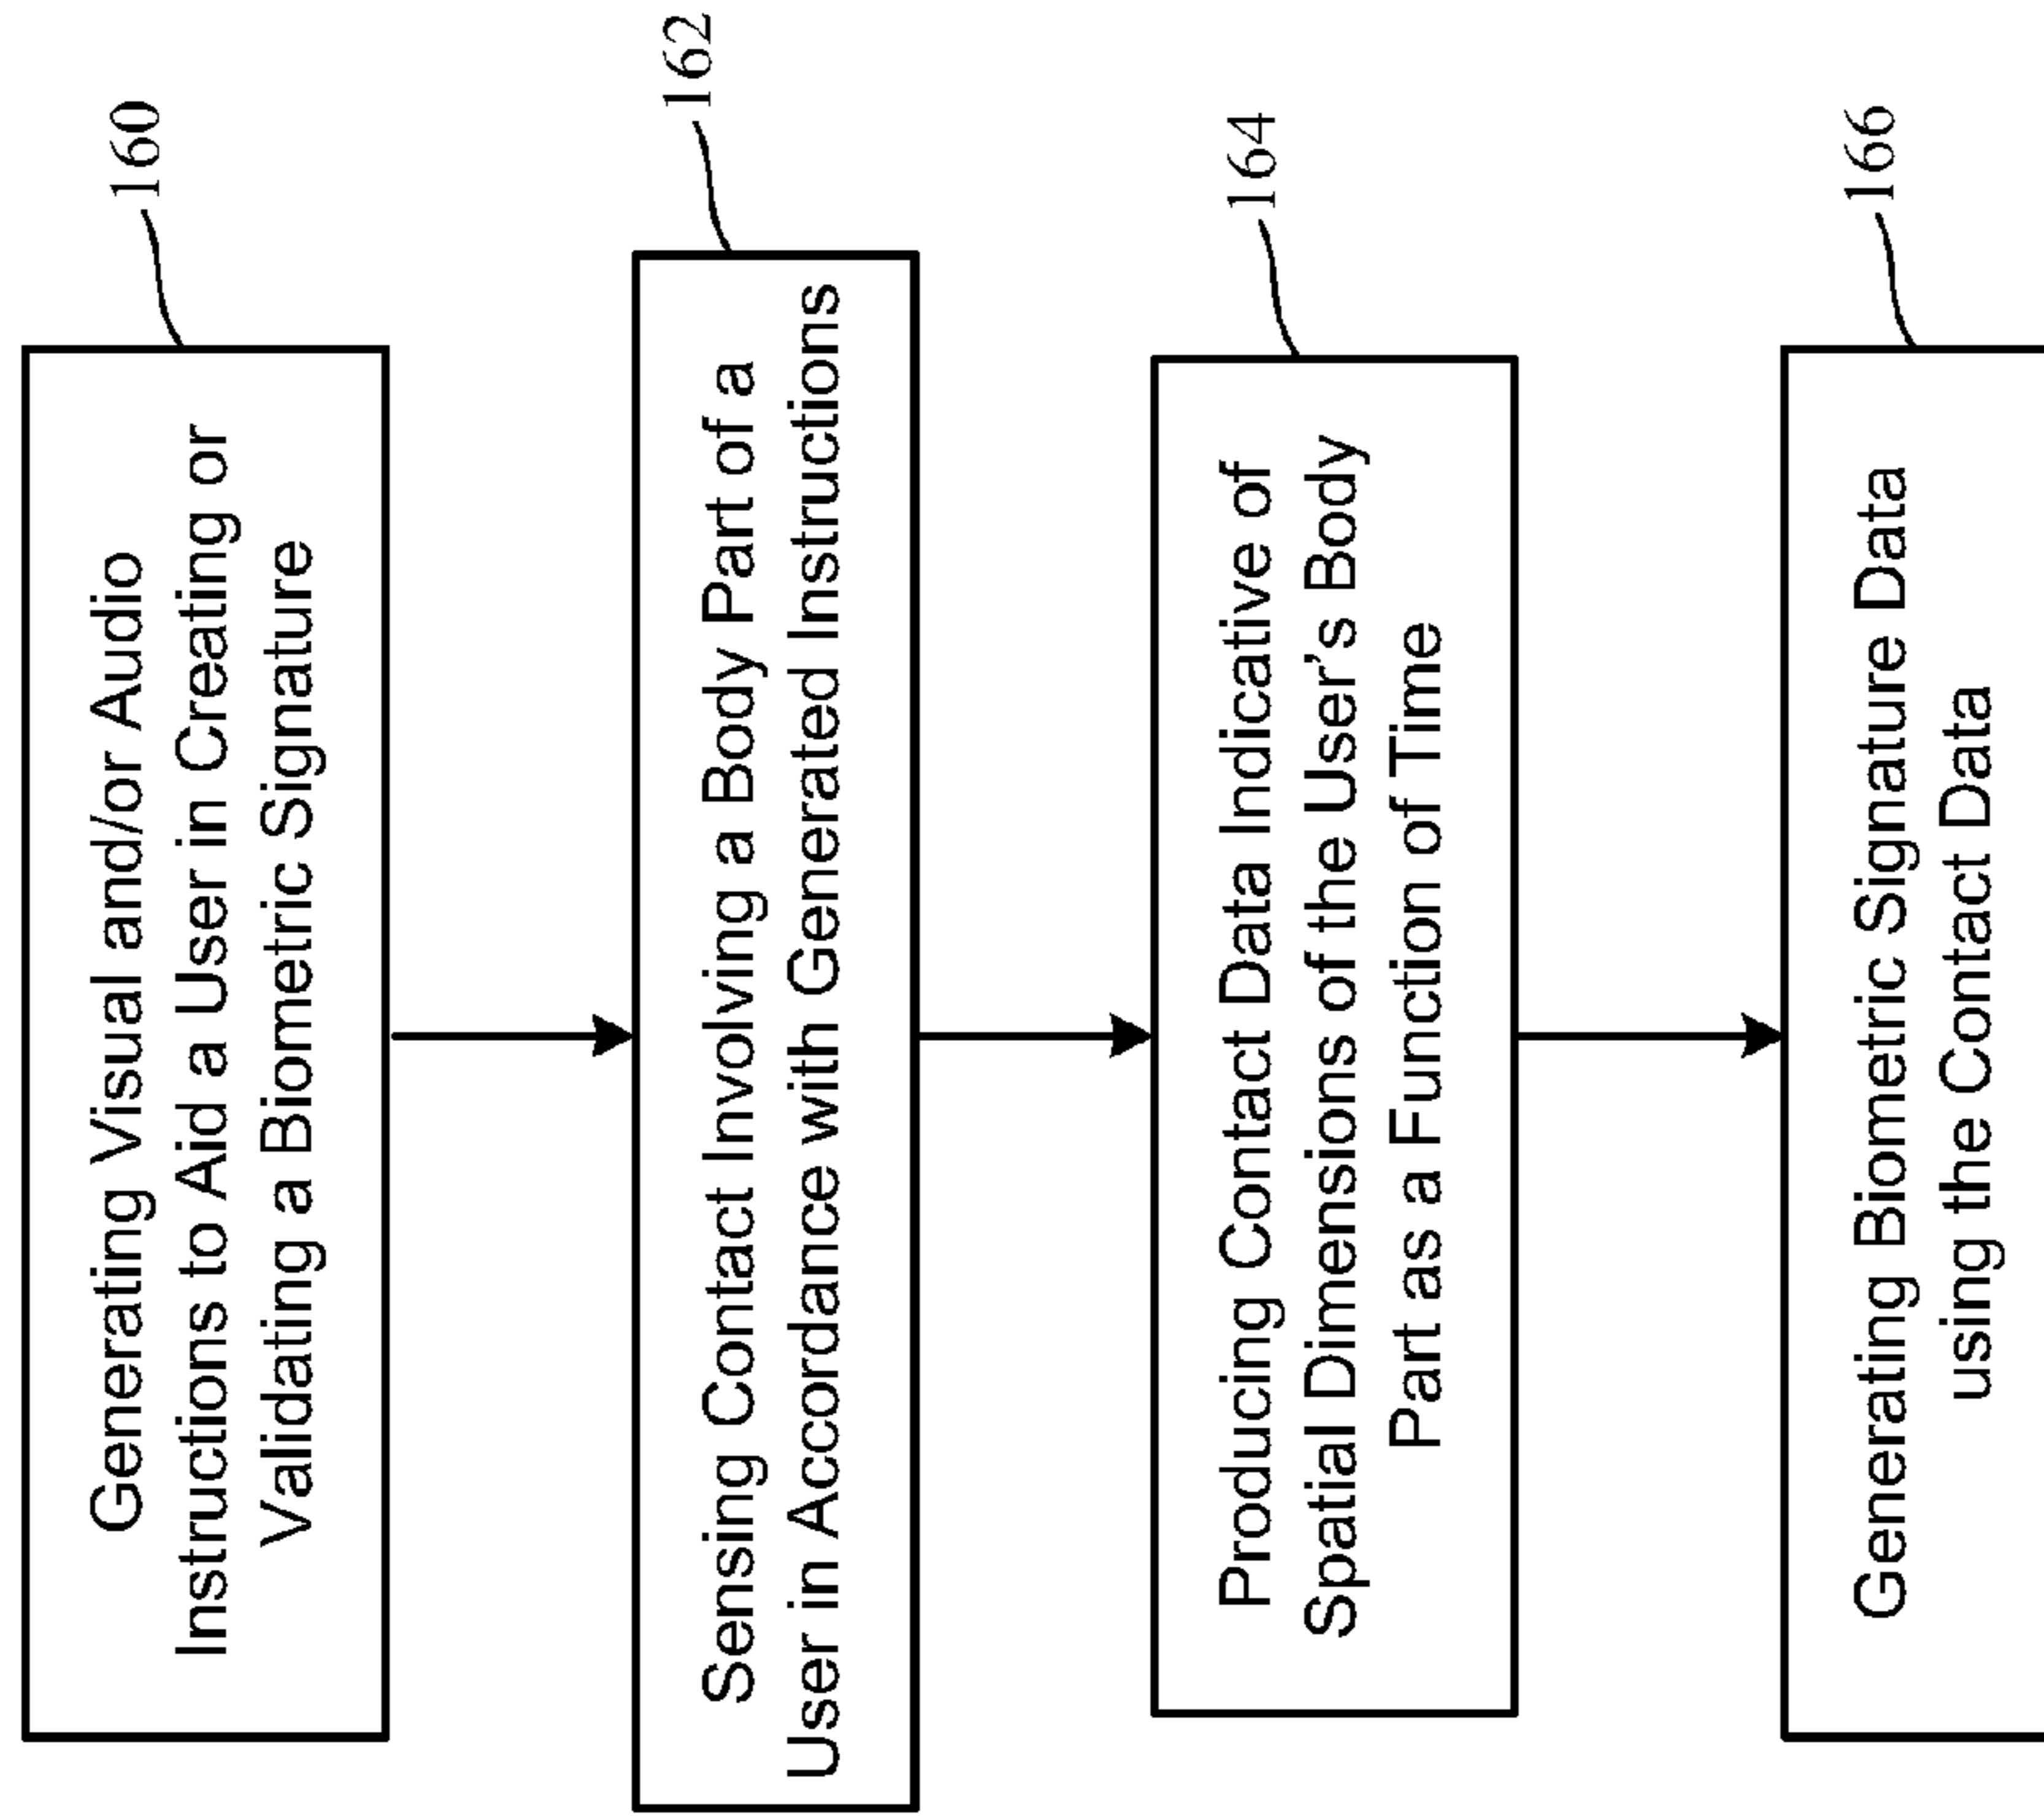 160
Generating Visual and/or Audio
Instructions to Aid a User in Creating or
Validating a Biometric Signature
162
Sensing Contact Involving a Body Part of a
User in Accordance with Generated Instructions
164
Producing Contact Data Indicative of
Spatial Dimensions of the User's Body
Part as a Function of Time
166
Generating Biometric Signature Data
using the Contact Data